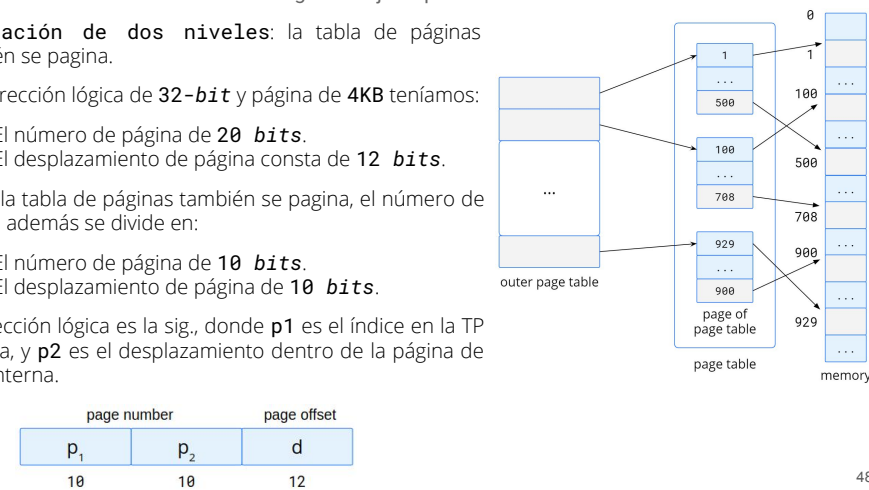 ación de dos niveles: la tabla de páginas
én se pagina.
rección lógica de 32-bit y página de 4KB teníamos:
El número de página de 20 bits.
El desplazamiento de página consta de 12 bits.
la tabla de páginas también se pagina, el número de
además se divide en:
El número de página de 10 bits.
El desplazamiento de página de 10 bits.
ección lógica es la sig., donde p1 es el índice en la TP
a, y p2 es el desplazamiento dentro de la página de
nterna.
page number page offset
p1 p2 d
10 10 12
...
outer page table
1
...
500
100
...
708
929
...
900
page of
page table
page table
0
1
...
100
...
500
...
708
...
900
...
929
...
memory
48